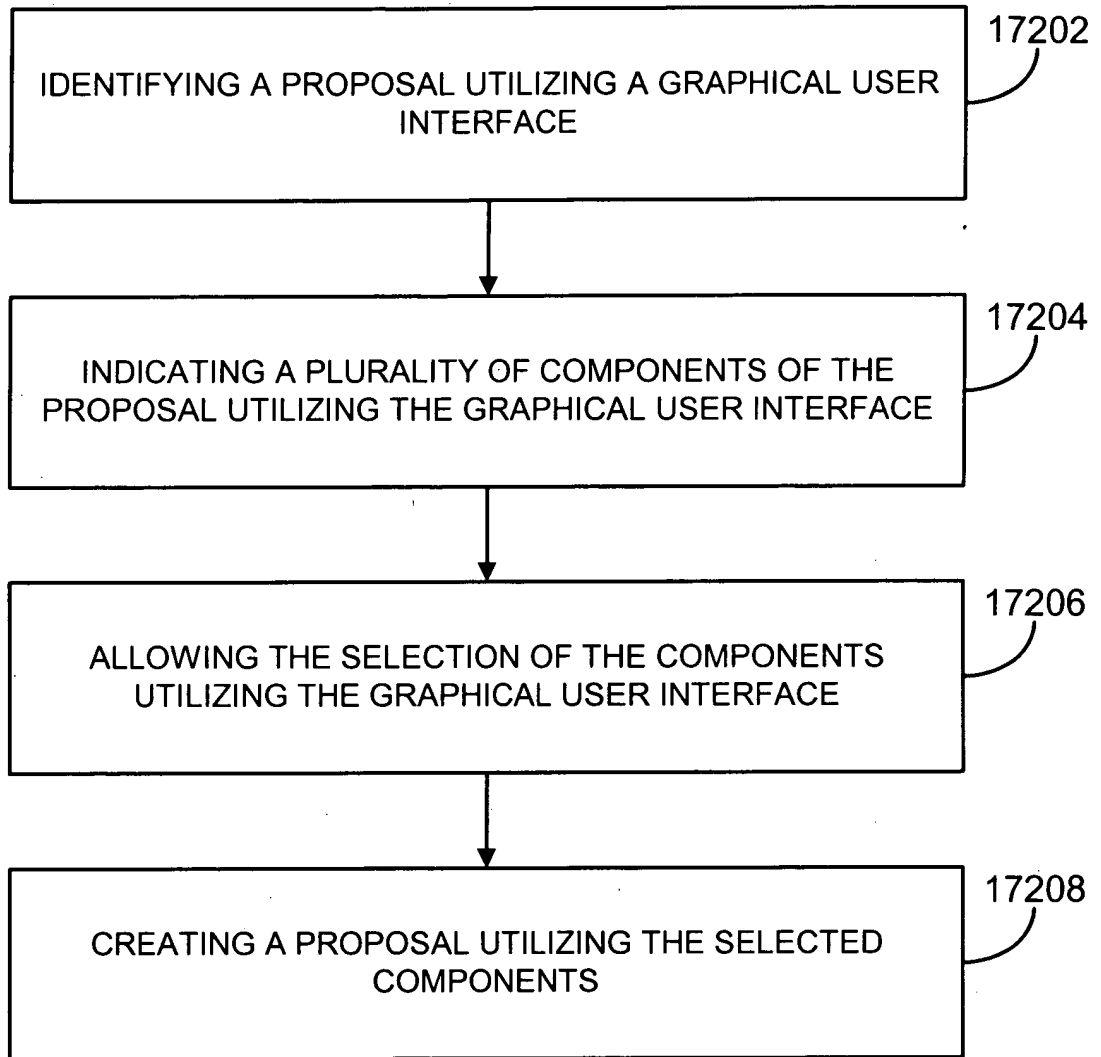 17202
IDENTIFYING A PROPOSAL UTILIZING A GRAPHICAL USER
INTERFACE
17204
INDICATING A PLURALITY OF COMPONENTS OF THE
PROPOSAL UTILIZING THE GRAPHICAL USER INTERFACE
17206
ALLOWING THE SELECTION OF THE COMPONENTS
UTILIZING THE GRAPHICAL USER INTERFACE
17208
CREATING A PROPOSAL UTILIZING THE SELECTED
COMPONENTS